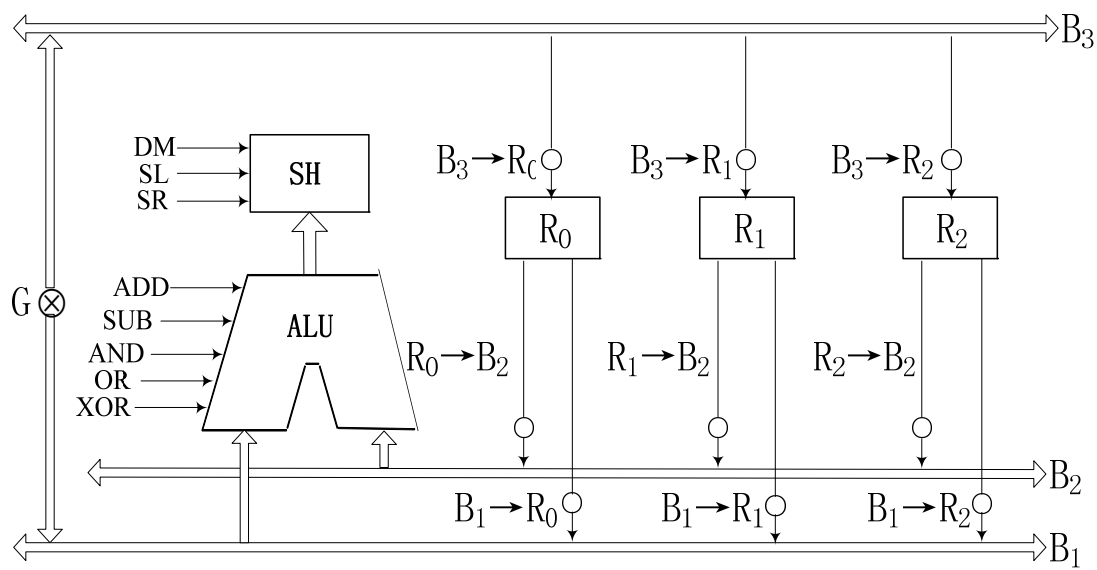 B₃
DM
SL
SR
SH
B₃→R₀
B₃→R₁
B₃→R₂
R₀
R₁
R₂
G
ADD
SUB
AND
OR
XOR
ALU
R₀→B₂
R₁→B₂
R₂→B₂
B₂
B₁→R₀
B₁→R₁
B₁→R₂
B₁